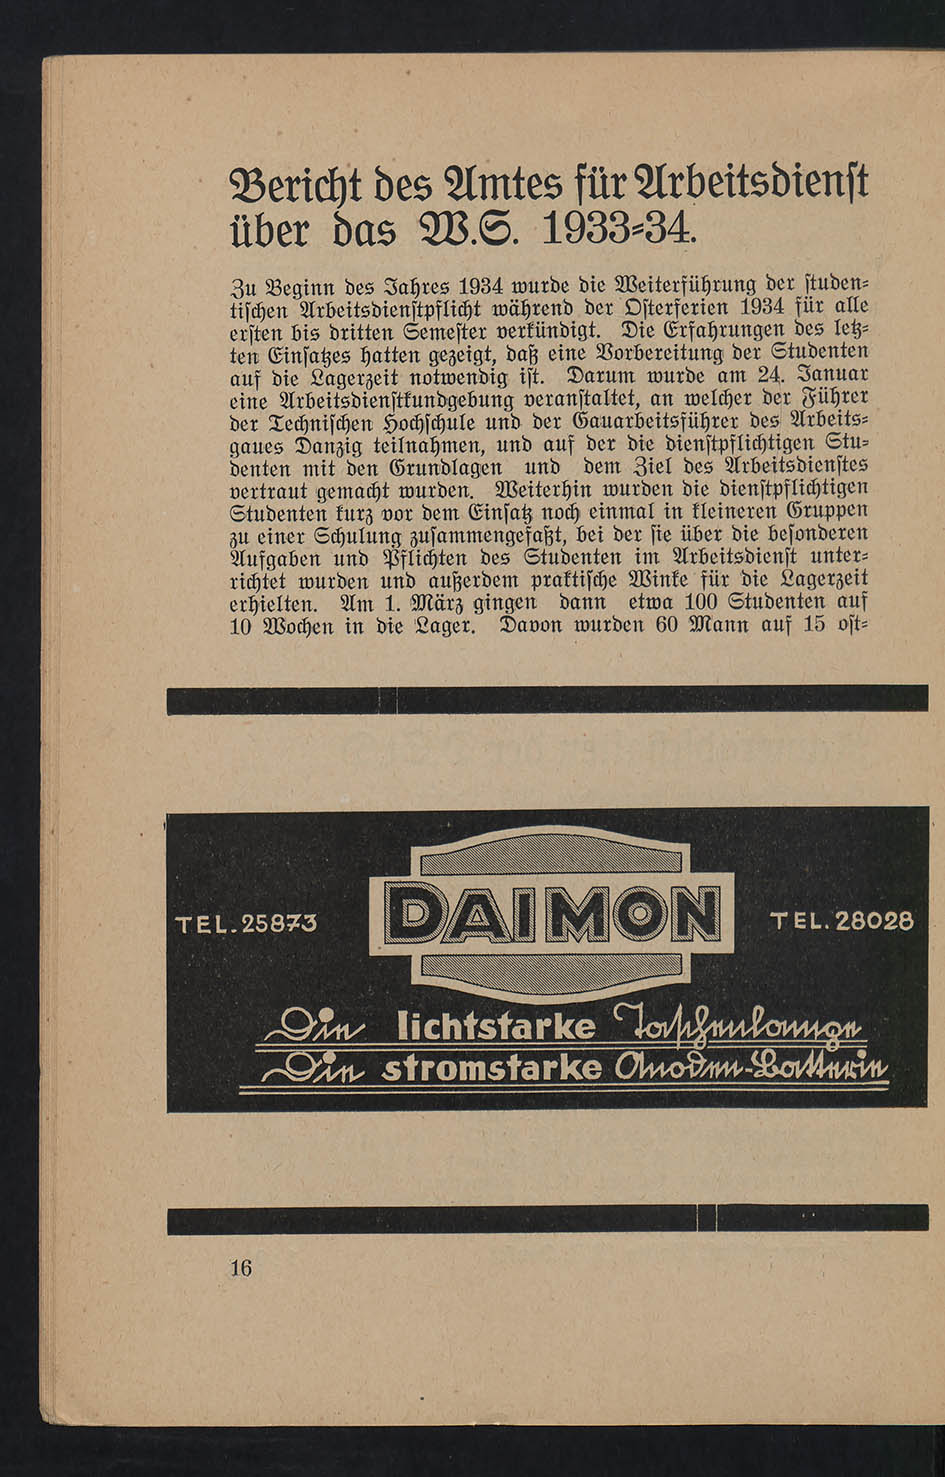 Bericht des Amtes für Arbeitsdienst
über das W.S. 1933-34.
Zu Beginn des Jahres 1934 wurde die Weiterführung der studen-
tischen Arbeitsdienstpflicht während der Osterferien 1934 für alle
ersten bis dritten Semester verkündigt. Die Erfahrungen des letz-
ten Einsatzes hatten gezeigt, daß eine Vorbereitung der Studenten
auf die Lagerzeit notwendig ist. Darum wurde am 24. Januar
eine Arbeitsdienstkundgebung veranstaltet, an welcher der Führer
der Technischen Hochschule und der Gauarbeitsführer des Arbeits-
gaues Danzig teilnahmen, und auf der die dienstpflichtigen Stu-
denten mit den Grundlagen und dem Ziel des Arbeitsdienstes
vertraut gemacht wurden. Weiterhin wurden die dienstpflichtigen
Studenten kurz vor dem Einsatz noch einmal in kleineren Gruppen
zu einer Schulung zusammengefaßt, bei der sie über die besonderen
Aufgaben und Pflichten des Studenten im Arbeitsdienst unter-
richtet wurden und außerdem praktische Winke für die Lagerzeit
erhielten. Am 1. März gingen dann etwa 100 Studenten auf
10 Wochen in die Lager. Davon wurden 60 Mann auf 15 ost-
DAIMON
TEL. 25873 TEL. 28028
Die lichtstarke Taschenlampe
Die stromstarke Anoden-Batterie
16